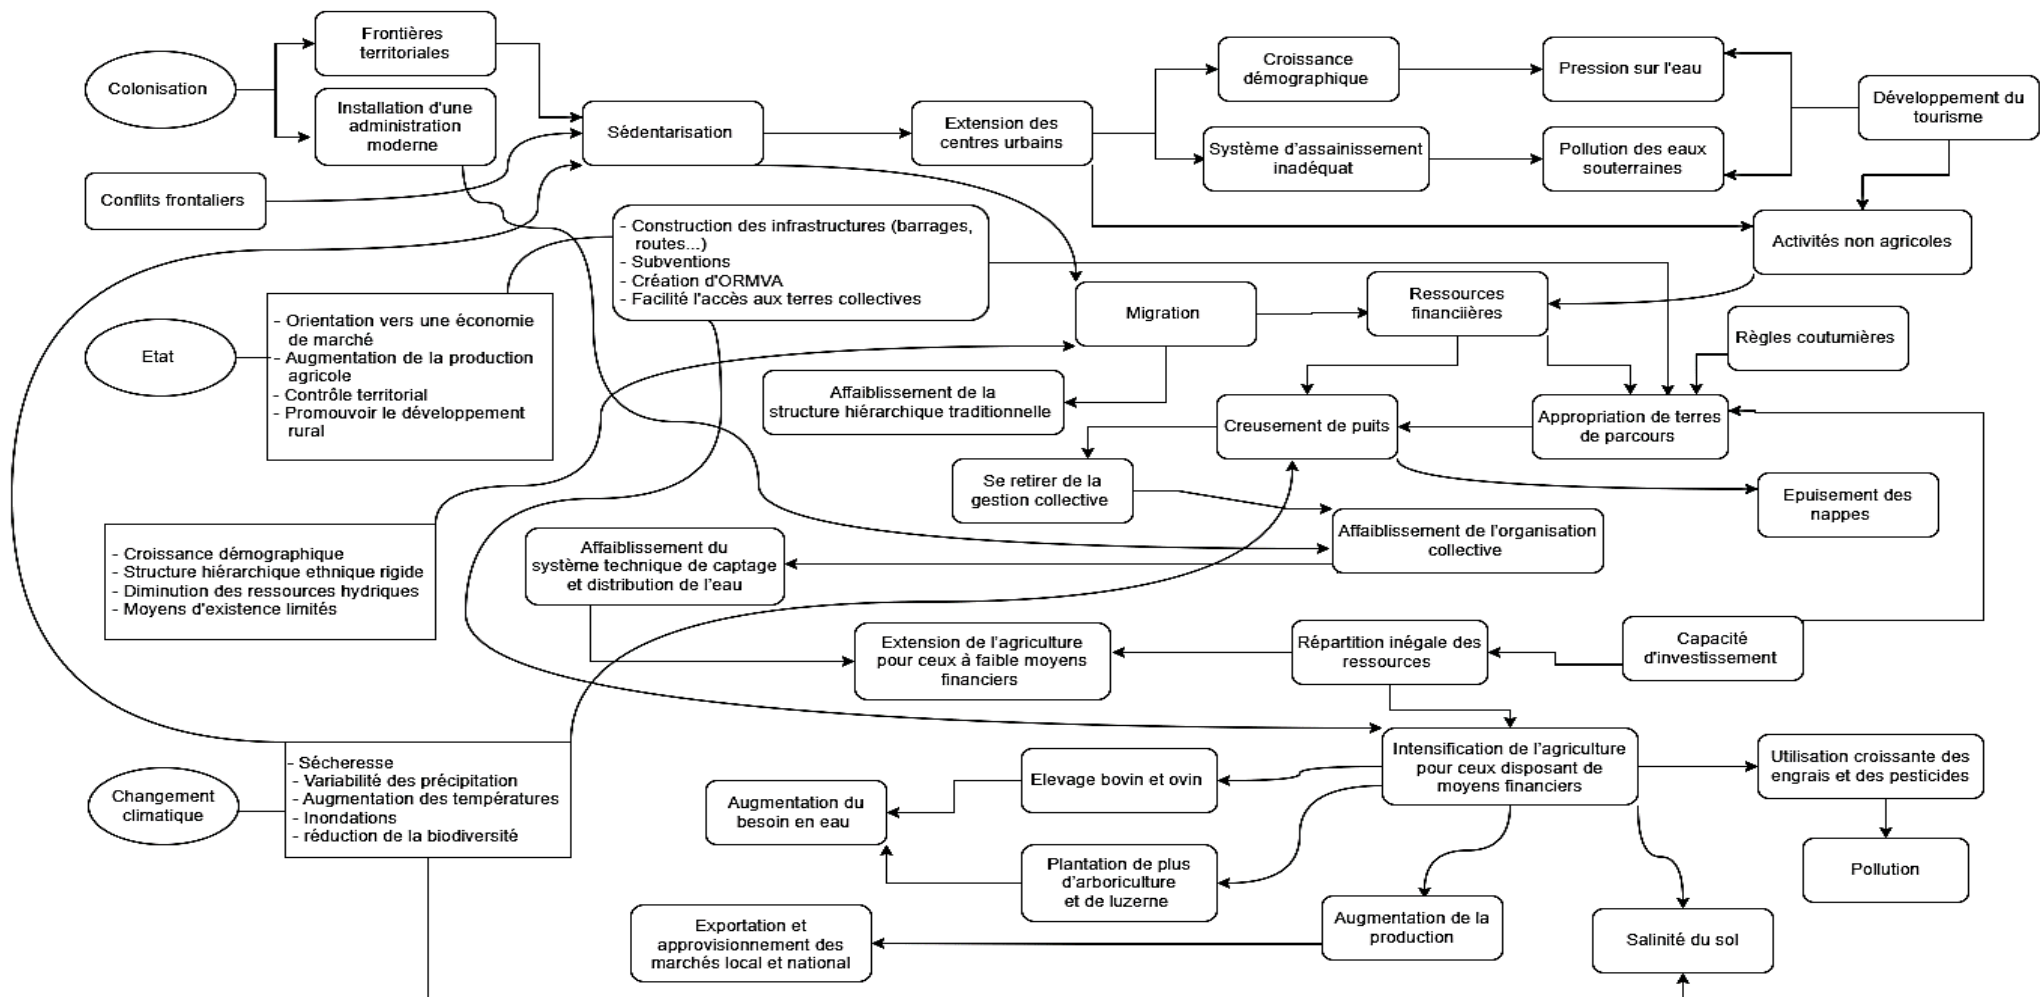 Colonisation
Frontières
territoriales
Installation d'une
administration
moderne
Conflits frontaliers
Sédentarisation
Extension des
centres urbains
Croissance
démographique
Système d'assainissement
inadéquat
Pression sur l'eau
Pollution des eaux
souterraines
Développement du
tourisme
Activités non agricoles
- Construction des infrastructures (barrages,
routes...)
- Subventions
- Création d'ORMVA
- Facilité l'accès aux terres collectives
Etat
- Orientation vers une économie
de marché
- Augmentation de la production
agricole
- Contrôle territorial
- Promouvoir le développement
rural
Migration
Ressources
financiières
Règles coutumières
Affaiblissement de la
structure hiérarchique traditionnelle
Creusement de puits
Appropriation de terres
de parcours
Se retirer de la
gestion collective
Epuisement des
nappes
Affaiblissement de l'organisation
collective
Affaiblissement du
système technique de captage
et distribution de l'eau
- Croissance démographique
- Structure hiérarchique ethnique rigide
- Diminution des ressources hydriques
- Moyens d'existence limités
Extension de l'agriculture
pour ceux à faible moyens
financiers
Répartition inégale des
ressources
Capacité
d'investissement
Changement
climatique
- Sécheresse
- Variabilité des précipitation
- Augmentation des températures
- Inondations
- réduction de la biodiversité
Intensification de l'agriculture
pour ceux disposant de
moyens financiers
Utilisation croissante des
engrais et des pesticides
Elevage bovin et ovin
Augmentation du
besoin en eau
Plantation de plus
d'arboriculture
et de luzerne
Pollution
Exportation et
approvisionnement des
marchés local et national
Augmentation de la
production
Salinité du sol